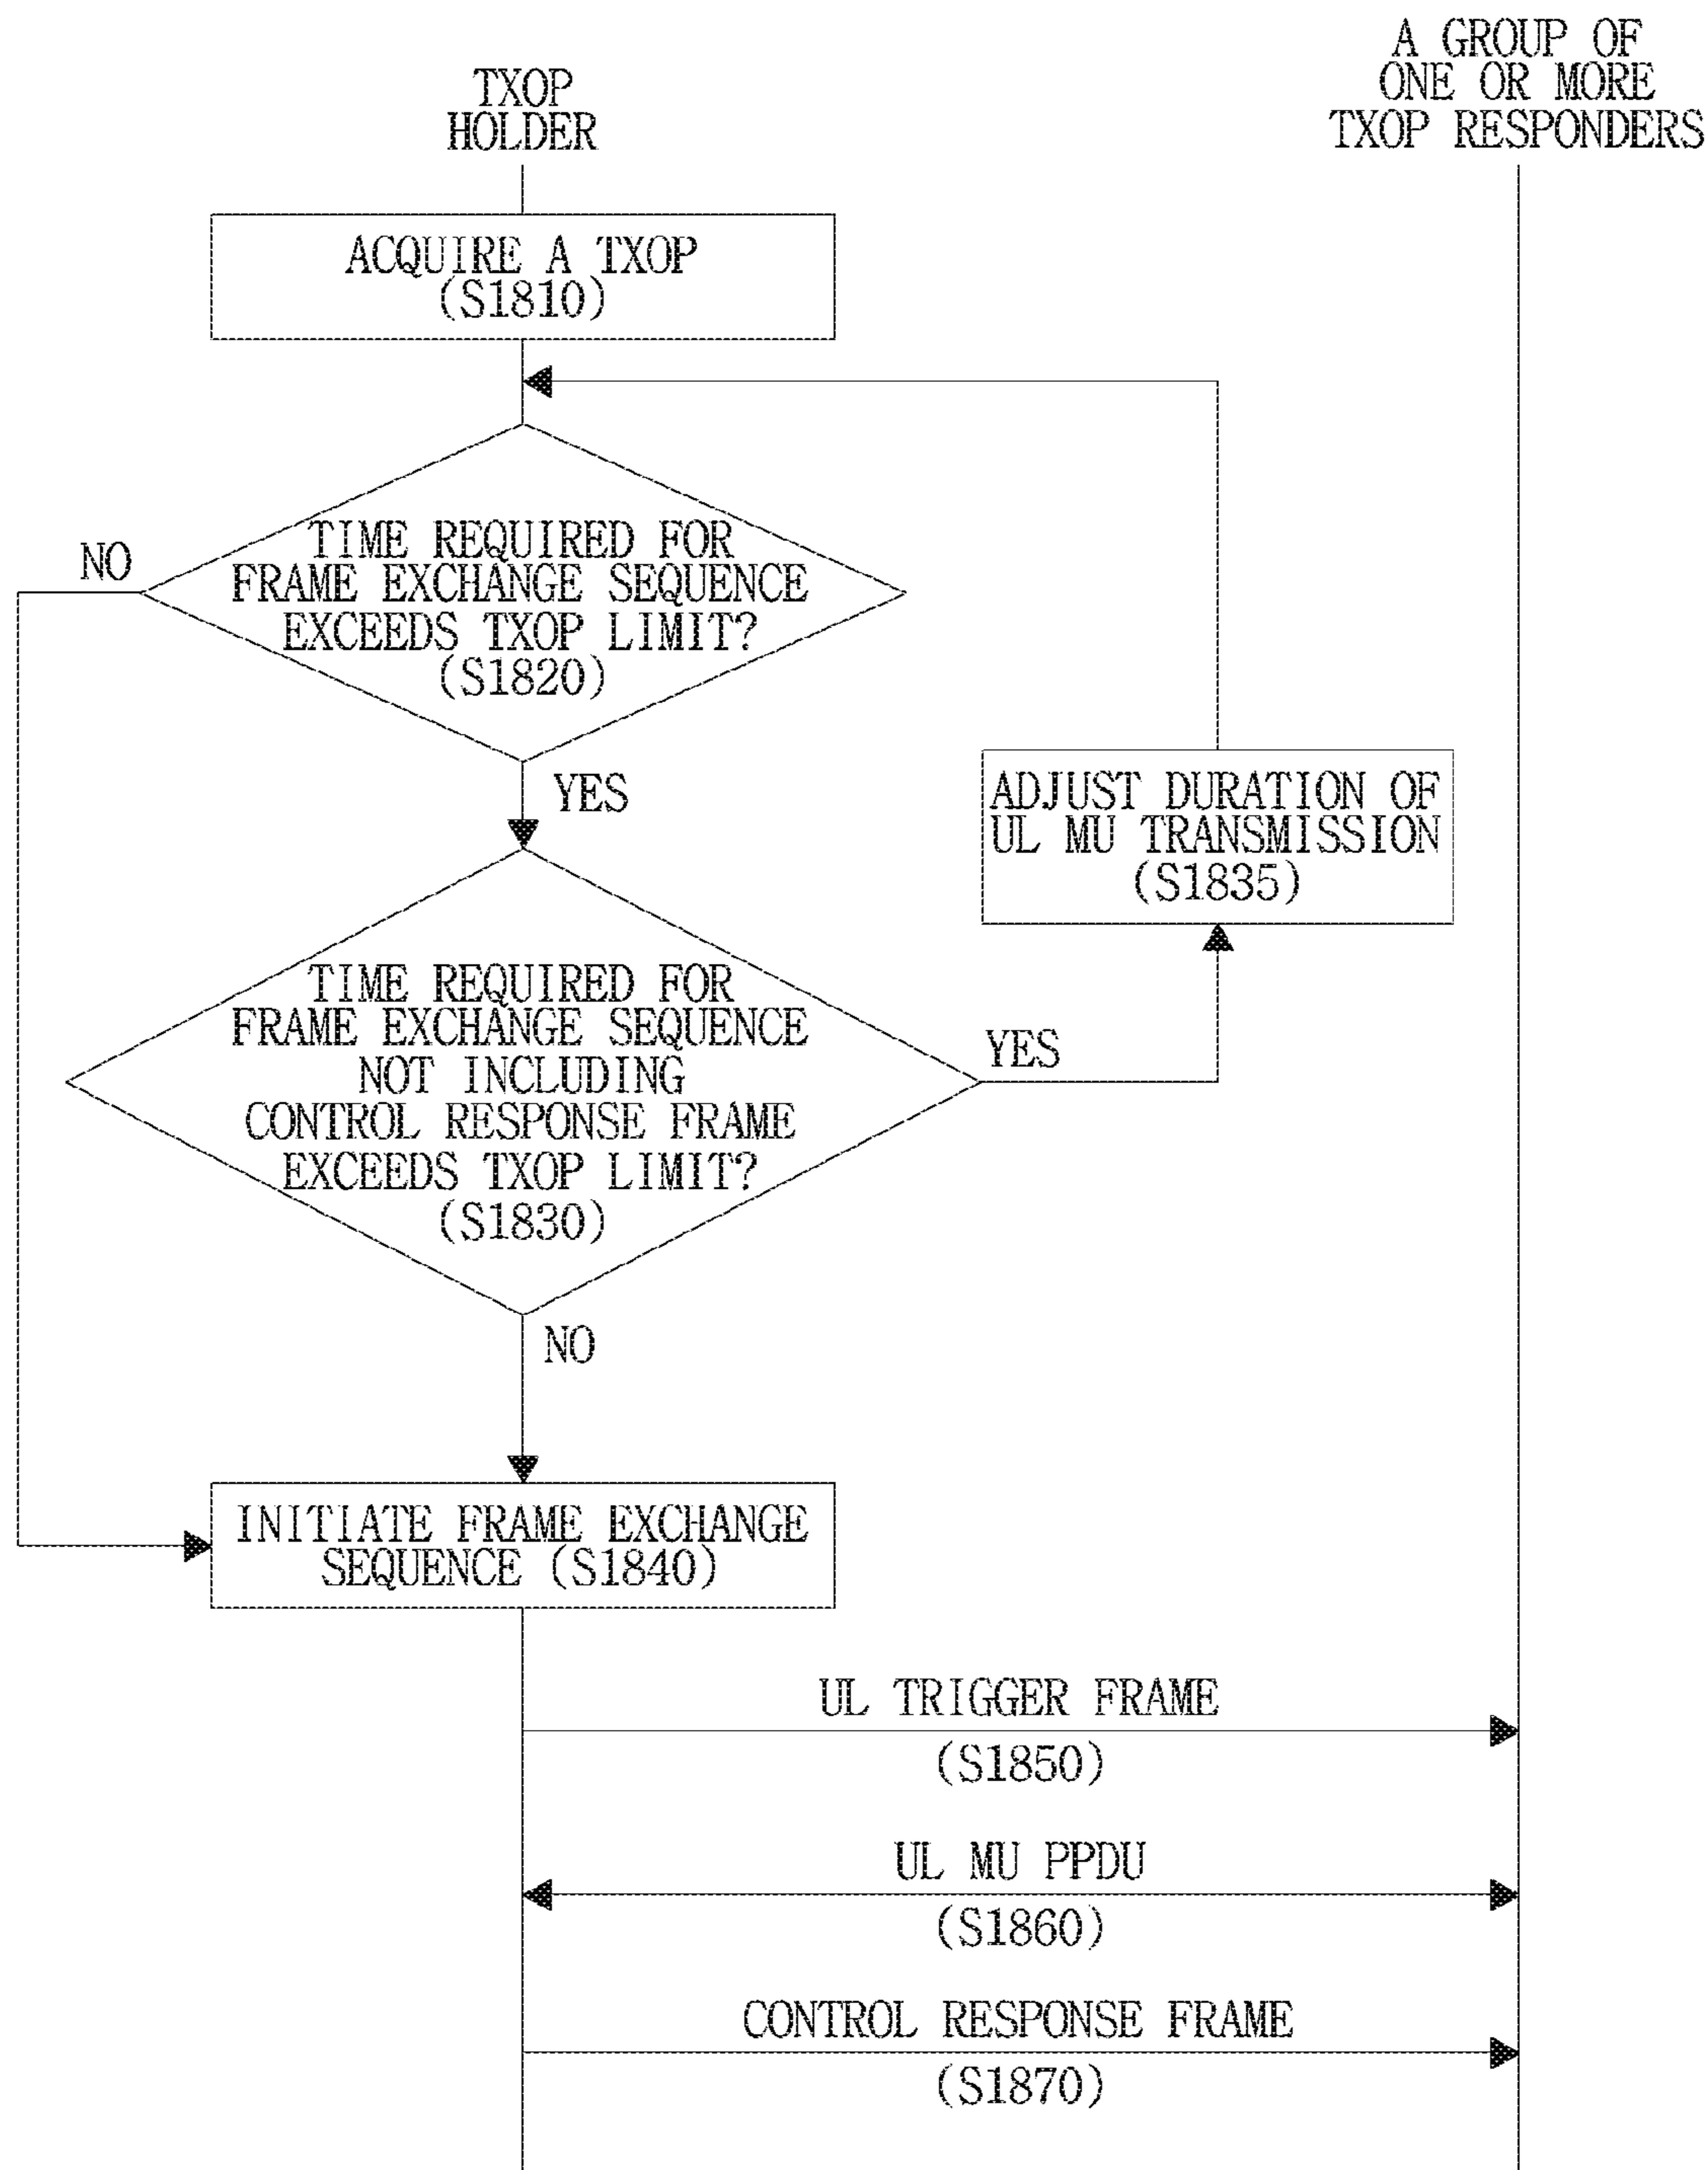 TXOP
HOLDER
A GROUP OF
ONE OR MORE
TXOP RESPONDERS
ACQUIRE A TXOP
(S1810)
NO
TIME REQUIRED FOR
FRAME EXCHANGE SEQUENCE
EXCEEDS TXOP LIMIT?
(S1820)
YES
ADJUST DURATION OF
UL MU TRANSMISSION
(S1835)
TIME REQUIRED FOR
FRAME EXCHANGE SEQUENCE
NOT INCLUDING
CONTROL RESPONSE FRAME
EXCEEDS TXOP LIMIT?
(S1830)
YES
NO
INITIATE FRAME EXCHANGE
SEQUENCE (S1840)
UL TRIGGER FRAME
(S1850)
UL MU PPDU
(S1860)
CONTROL RESPONSE FRAME
(S1870)